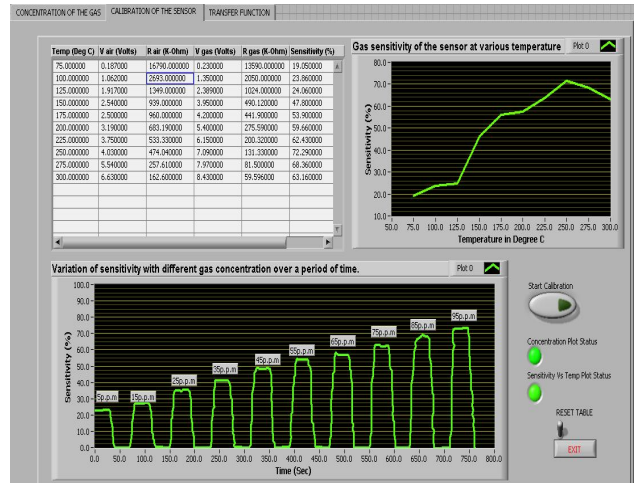 CONCENTRATION OF THE GAS CALIBRATION OF THE SENSOR TRANSFER FUNCTION
Temp (Deg C) V air (Volts) R air (K-Ohm) V gas (Volts) R gas (K-Ohm) Sensitivity (%)
75.000000 0.187000 16790.000000 0.230000 13590.000000 19.050000
100.000000 1.062000 2693.000000 1.350000 2050.000000 23.860000
125.000000 1.917000 1349.000000 2.389000 1024.000000 24.060000
150.000000 2.540000 939.000000 3.950000 490.120000 47.800000
175.000000 2.500000 960.000000 4.200000 441.900000 53.900000
200.000000 3.190000 683.190000 5.400000 275.590000 59.660000
225.000000 3.750000 533.330000 6.150000 200.320000 62.430000
250.000000 4.030000 474.040000 7.090000 131.330000 72.290000
275.000000 5.540000 257.610000 7.970000 81.500000 68.360000
300.000000 6.630000 162.600000 8.430000 59.596000 63.160000
Gas sensitivity of the sensor at various temperature Plot 0
Sensitivity (%)
80.0
70.0
60.0
50.0
40.0
30.0
20.0
10.0
50.0 75.0 100.0 125.0 150.0 175.0 200.0 225.0 250.0 275.0 300.0
Temperature in Degree C
Variation of sensitivity with different gas concentration over a period of time. Plot 0
Sensitivity (%)
100.0
90.0
80.0
70.0
60.0
50.0
40.0
30.0
20.0
10.0
0.0
5p.p.m 15p.p.m 25p.p.m 35p.p.m 45p.p.m 55p.p.m 65p.p.m 75p.p.m 85p.p.m 95p.p.m
0.0 50.0 100.0 150.0 200.0 250.0 300.0 350.0 400.0 450.0 500.0 550.0 600.0 650.0 700.0 750.0 800.0
Time (Sec)
Start Calibration
Concentration Plot Status
Sensitivity Vs Temp Plot Status
RESET TABLE
EXIT